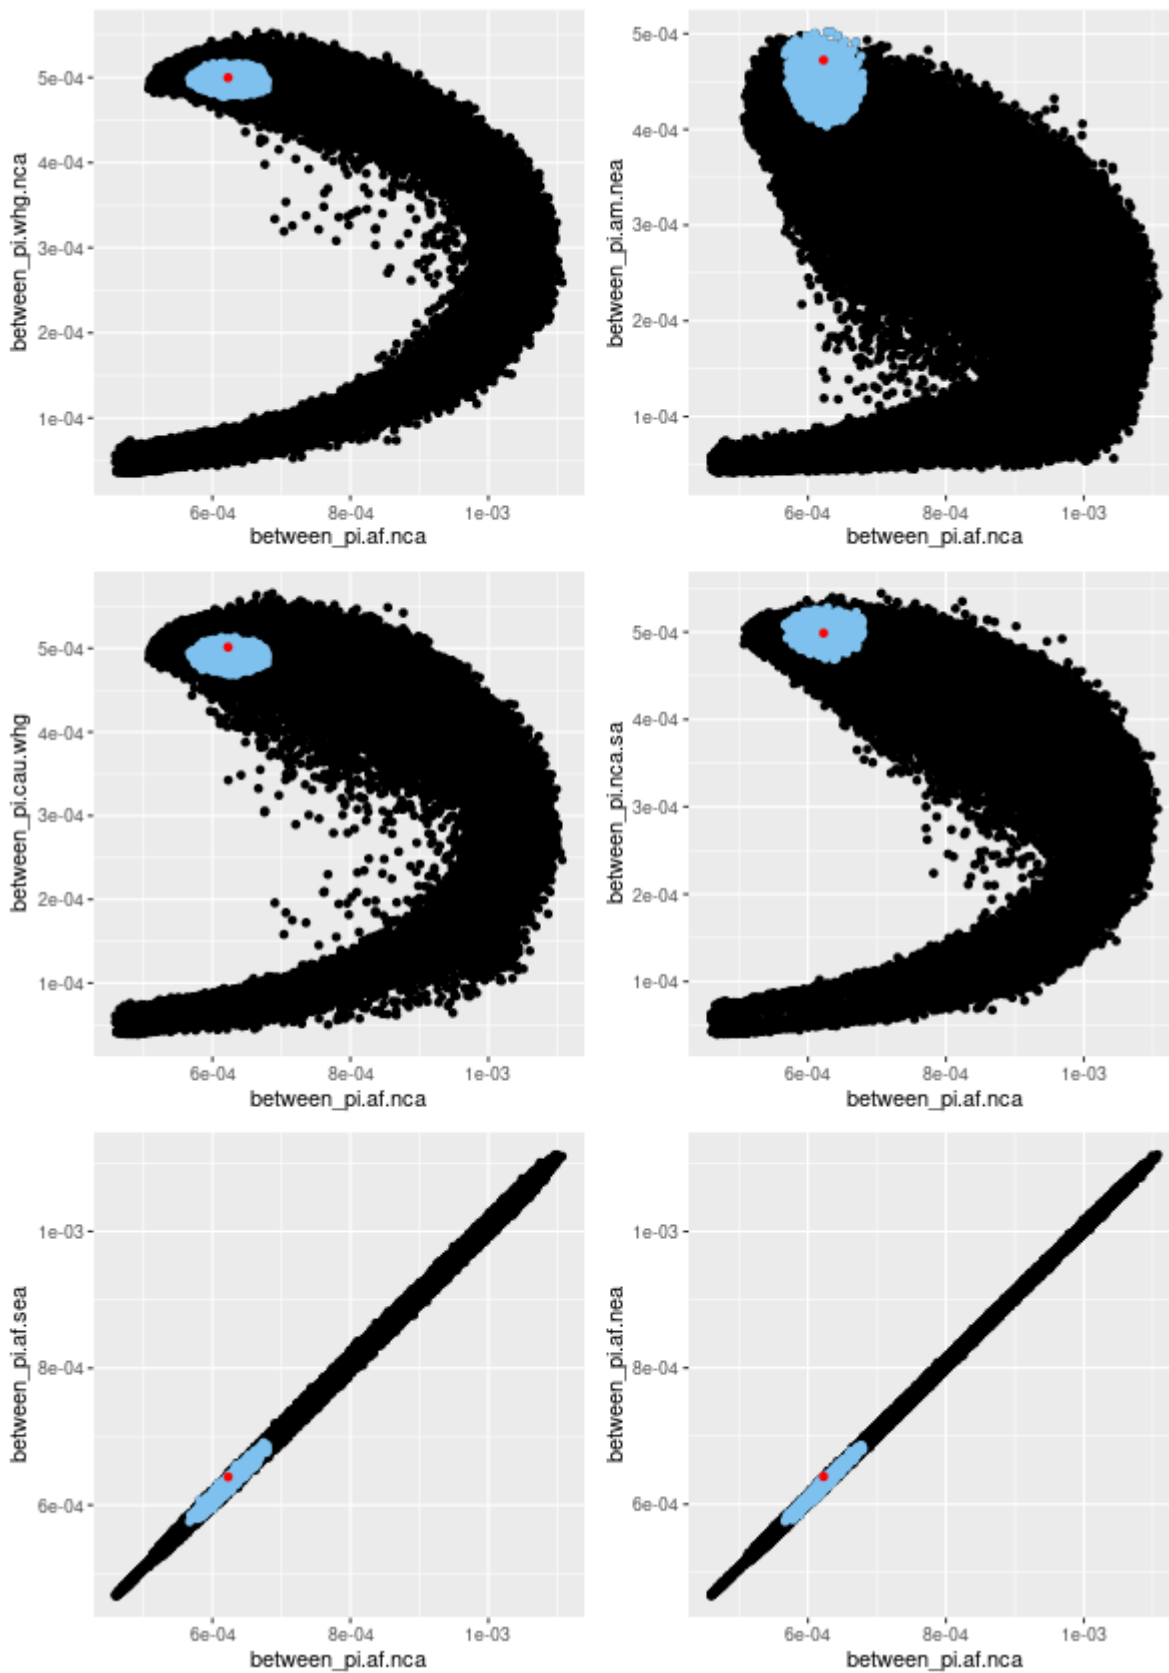 5e-04
4e-04
3e-04
2e-04
1e-04
between_pi.whg.nca
6e-04 8e-04 1e-03
between_pi.af.nca
5e-04
4e-04
3e-04
2e-04
1e-04
between_pi.am.nea
6e-04 8e-04 1e-03
between_pi.af.nca
5e-04
4e-04
3e-04
2e-04
1e-04
between_pi.cau.whg
6e-04 8e-04 1e-03
between_pi.af.nca
5e-04
4e-04
3e-04
2e-04
1e-04
between_pi.nca.sa
6e-04 8e-04 1e-03
between_pi.af.nca
1e-03
8e-04
6e-04
between_pi.af.sea
6e-04 8e-04 1e-03
between_pi.af.nca
1e-03
8e-04
6e-04
between_pi.af.nea
6e-04 8e-04 1e-03
between_pi.af.nca